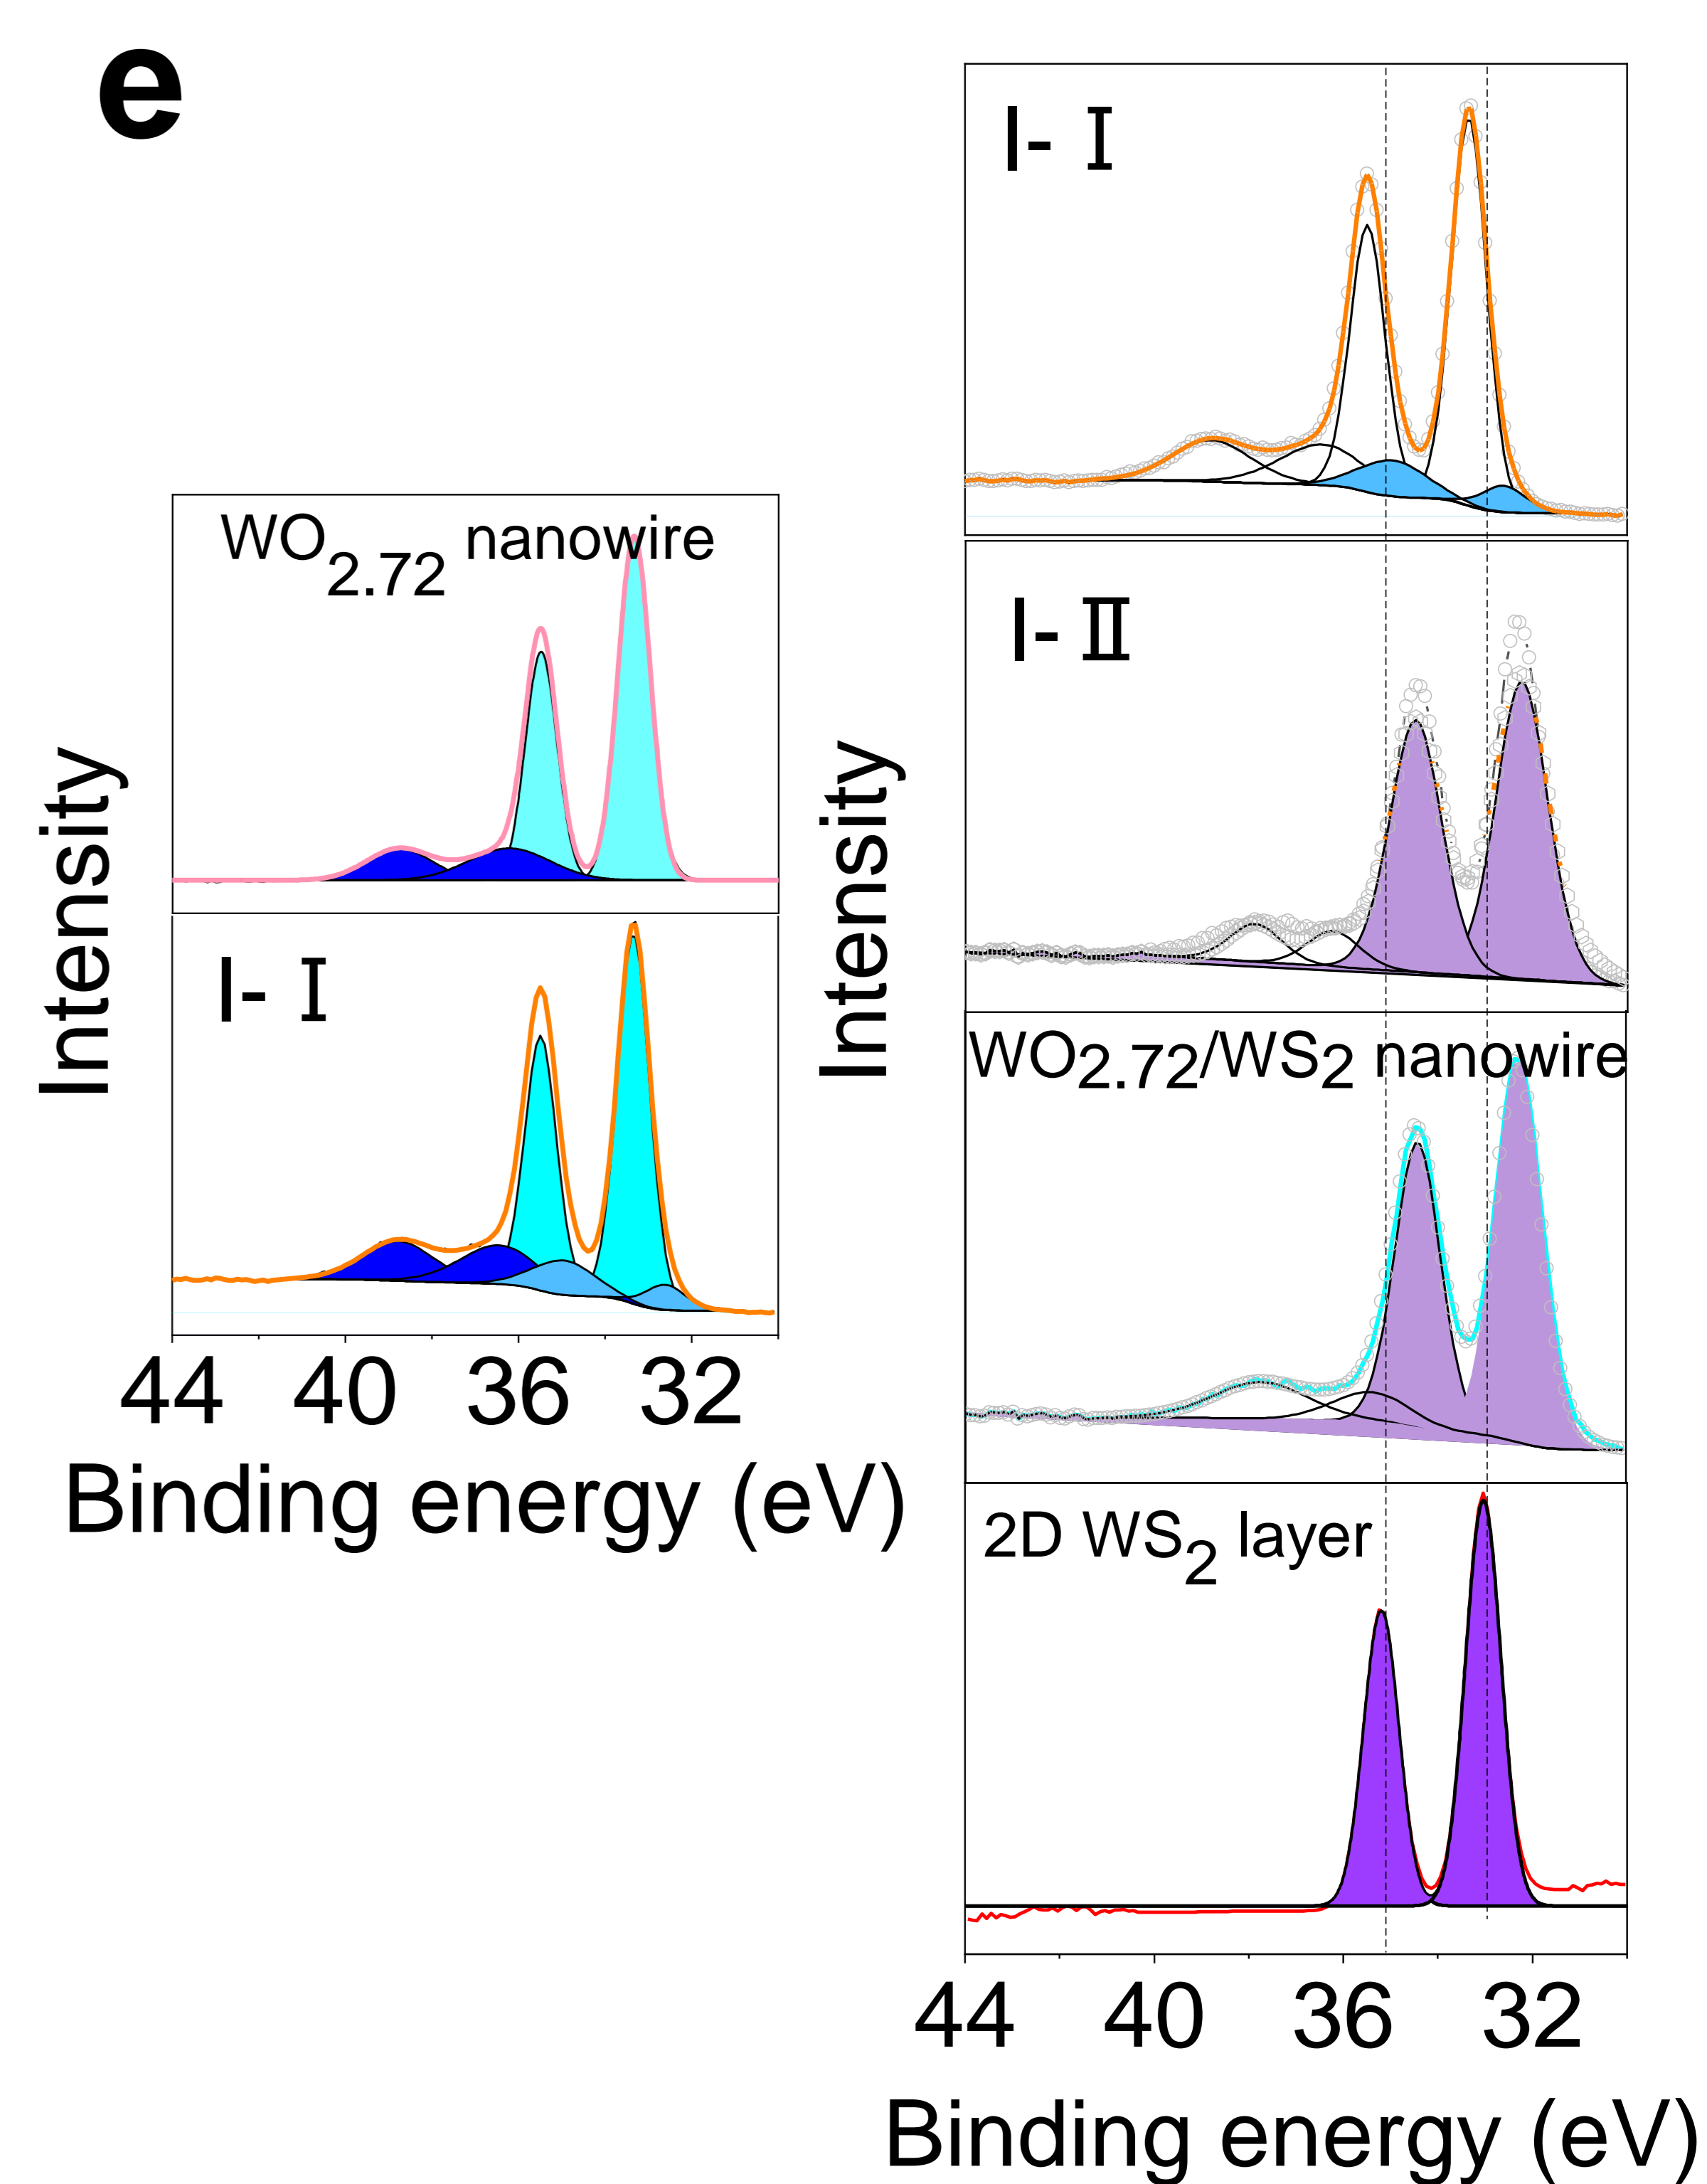 e
WO2.72 nanowire
I- I
Intensity
44 40 36 32
Binding energy (eV)
I- I
I- II
WO2.72/WS2 nanowire
2D WS2 layer
Intensity
44 40 36 32
Binding energy (eV)